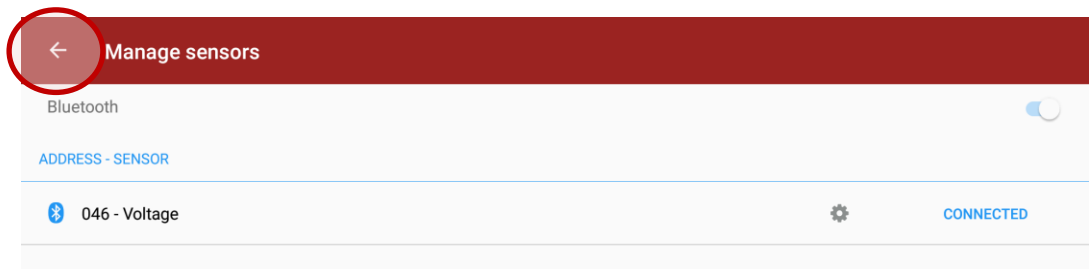 Manage sensors
Bluetooth
ADDRESS - SENSOR
046 - Voltage CONNECTED